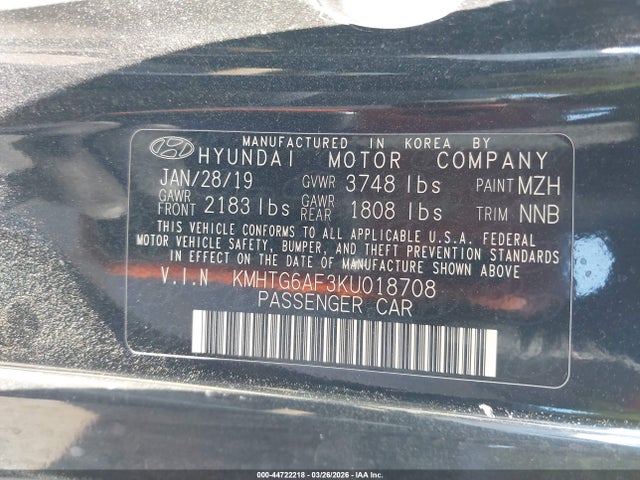 MANUFACTURED IN KOREA BY
HYUNDAI MOTOR COMPANY
JAN/28/19 GVWR 3748 lbs PAINT MZH
GAWR FRONT 2183 lbs GAWR REAR 1808 lbs TRIM NNB
THIS VEHICLE CONFORMS TO ALL APPLICABLE U.S.A. FEDERAL
MOTOR VEHICLE SAFETY, BUMPER, AND THEFT PREVENTION STANDARDS
IN EFFECT ON THE DATE OF MANUFACTURE SHOWN ABOVE.
V.I.N KMHTG6AF3KU018708
PASSENGER CAR
000-44722218 - 03/26/2026 - IAA Inc.